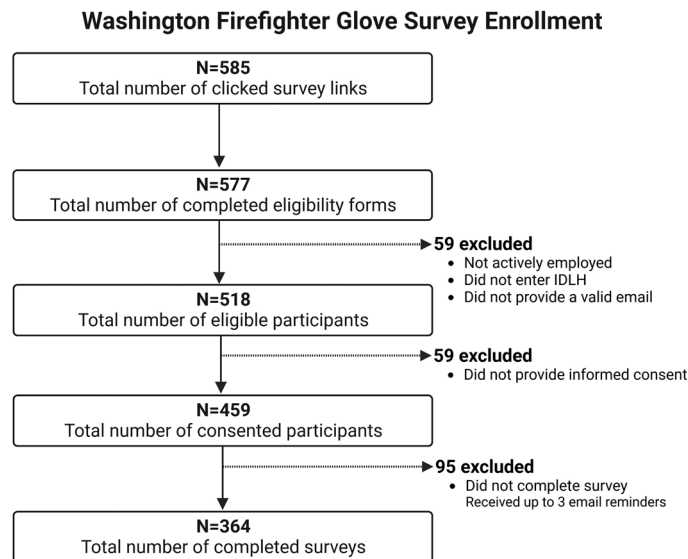 Washington Firefighter Glove Survey Enrollment
N=585
Total number of clicked survey links
N=577
Total number of completed eligibility forms
59 excluded
• Not actively employed
• Did not enter IDLH
• Did not provide a valid email
N=518
Total number of eligible participants
59 excluded
• Did not provide informed consent
N=459
Total number of consented participants
95 excluded
• Did not complete survey
Received up to 3 email reminders
N=364
Total number of completed surveys